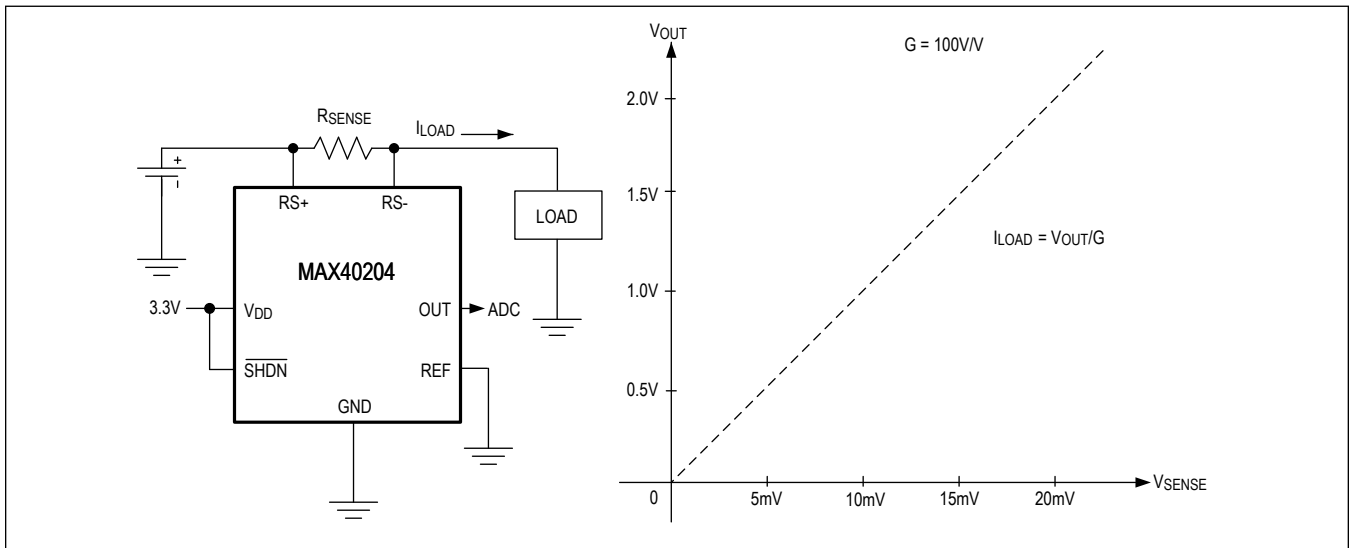 RSENSE
ILOAD
+
RS+ RS-
LOAD
MAX40204
3.3V
VDD
OUT
ADC
SHDN
REF
GND
VOUT
G = 100V/V
2.0V
1.5V
ILOAD = VOUT/G
1.0V
0.5V
0
5mV 10mV 15mV 20mV
VSENSE